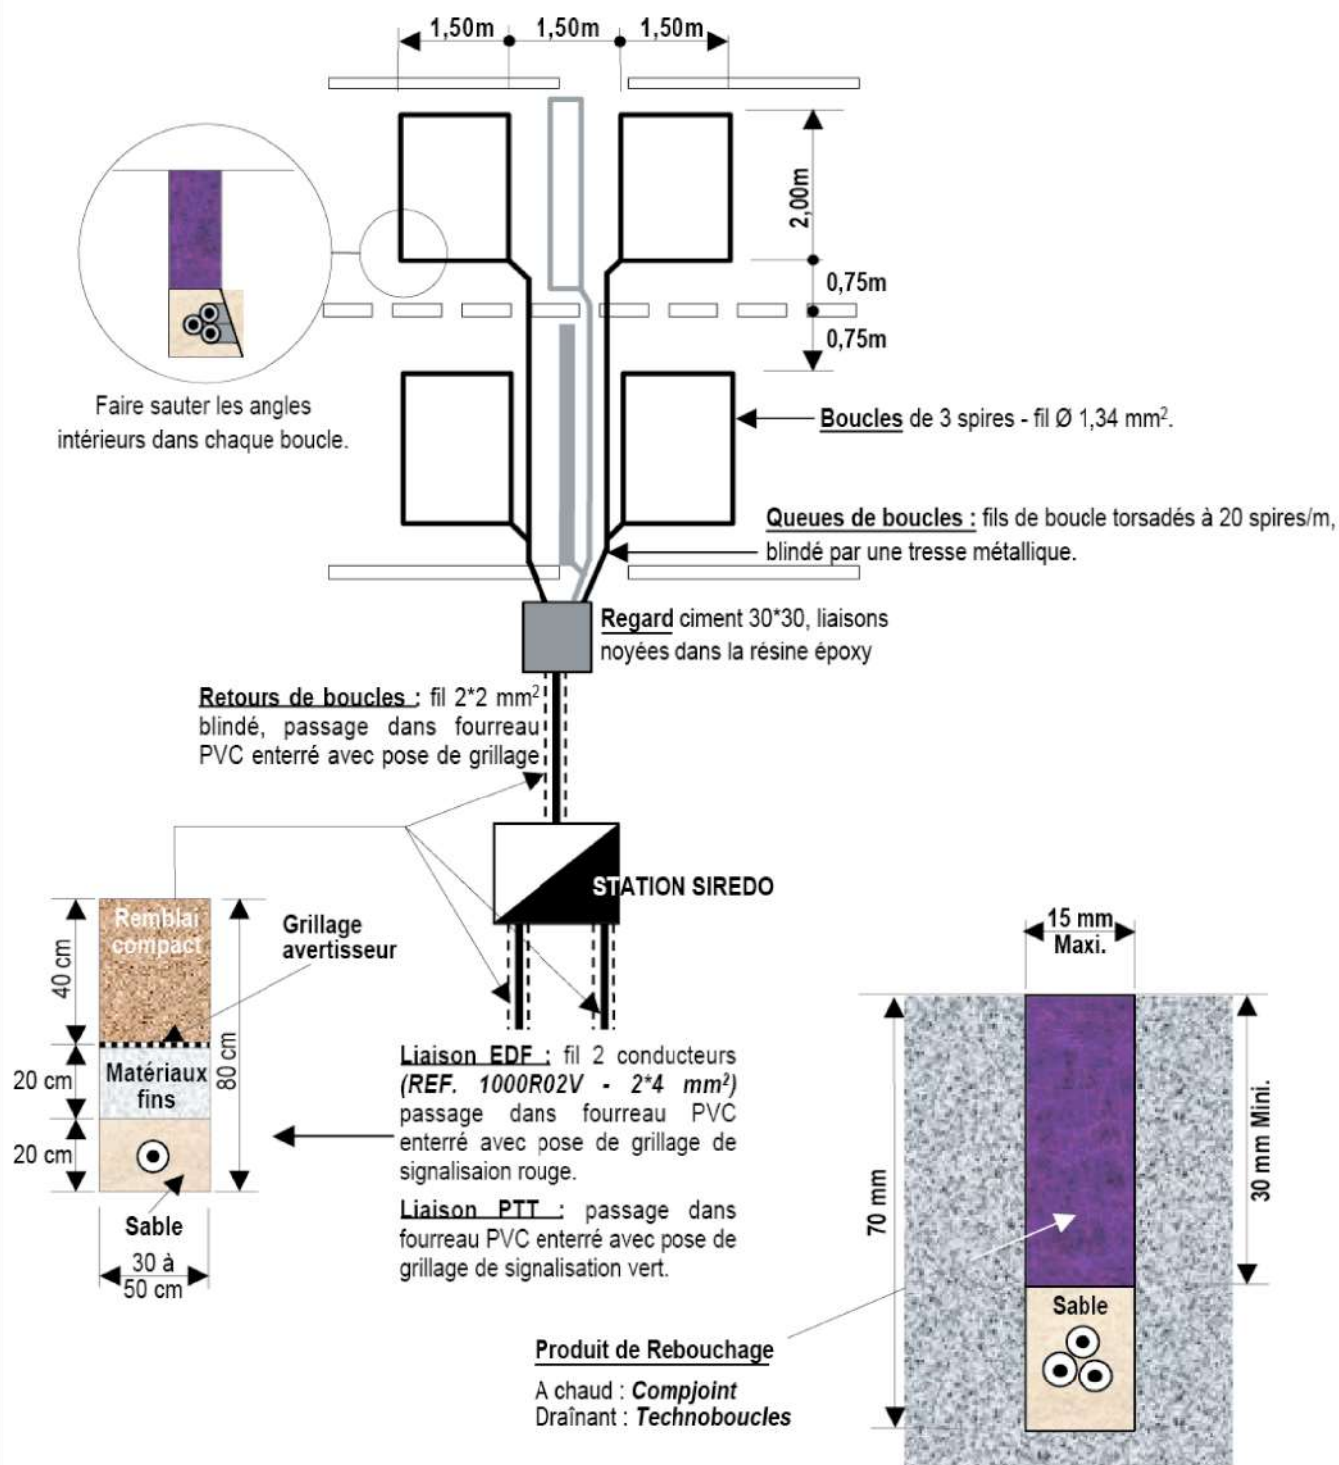 1,50m 1,50m 1,50m
2,00m
0,75m
0,75m
Faire sauter les angles
intérieurs dans chaque boucle.
Boucles de 3 spires - fil Ø 1,34 mm².
Queues de boucles : fils de boucle torsadés à 20 spires/m,
blindé par une tresse métallique.
Regard ciment 30*30, liaisons
noyées dans la résine époxy
Retours de boucles : fil 2*2 mm²
blindé, passage dans fourreau
PVC enterré avec pose de grillage
STATION SIREDO
Remblai
compact
Grillage
avertisseur
40 cm
80 cm
20 cm
Matériaux
fins
20 cm
Sable
30 à
50 cm
Liaison EDF : fil 2 conducteurs
(REF. 1000R02V - 2*4 mm²)
passage dans fourreau PVC
enterré avec pose de grillage de
signalisaion rouge.
Liaison PTT : passage dans
fourreau PVC enterré avec pose de
grillage de signalisation vert.
15 mm
Maxi.
70 mm
30 mm Mini.
Sable
Produit de Rebouchage
A chaud : Compjoint
Draînant : Technoboucles